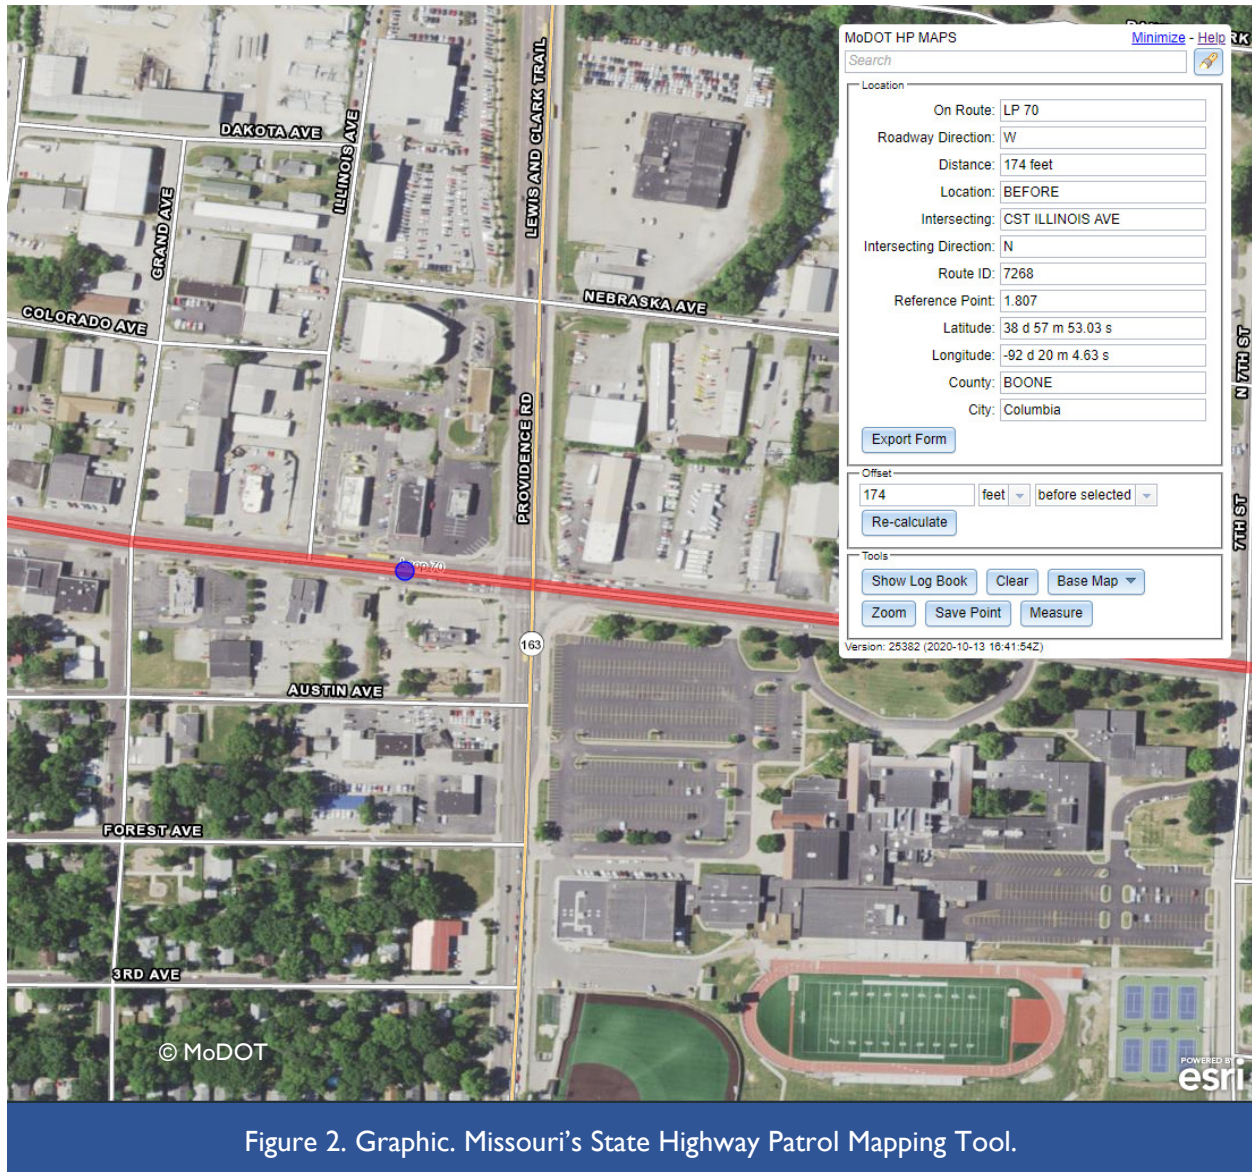 LEWIS AND CLARK TRAIL
MoDOT HP MAPS
Minimize - Help
Search
Location
On Route: LP 70
Roadway Direction: W
Distance: 174 feet
Location: BEFORE
Intersecting: CST ILLINOIS AVE
Intersecting Direction: N
Route ID: 7268
Reference Point: 1.807
Latitude: 38 d 57 m 53.03 s
Longitude: -92 d 20 m 4.63 s
County: BOONE
City: Columbia
Export Form
Offset
174 feet before selected
Re-calculate
Tools
Show Log Book Clear Base Map
Zoom Save Point Measure
Version: 25382 (2020-10-13 16:41:54Z)
DAKOTA AVE
ILLINOIS AVE
GRAND AVE
NEBRASKA AVE
COLORADO AVE
PROVIDENCE RD
N 7TH ST
7TH ST
163
AUSTIN AVE
FOREST AVE
3RD AVE
© MoDOT
POWERED BY
esri
Figure 2. Graphic. Missouri's State Highway Patrol Mapping Tool.